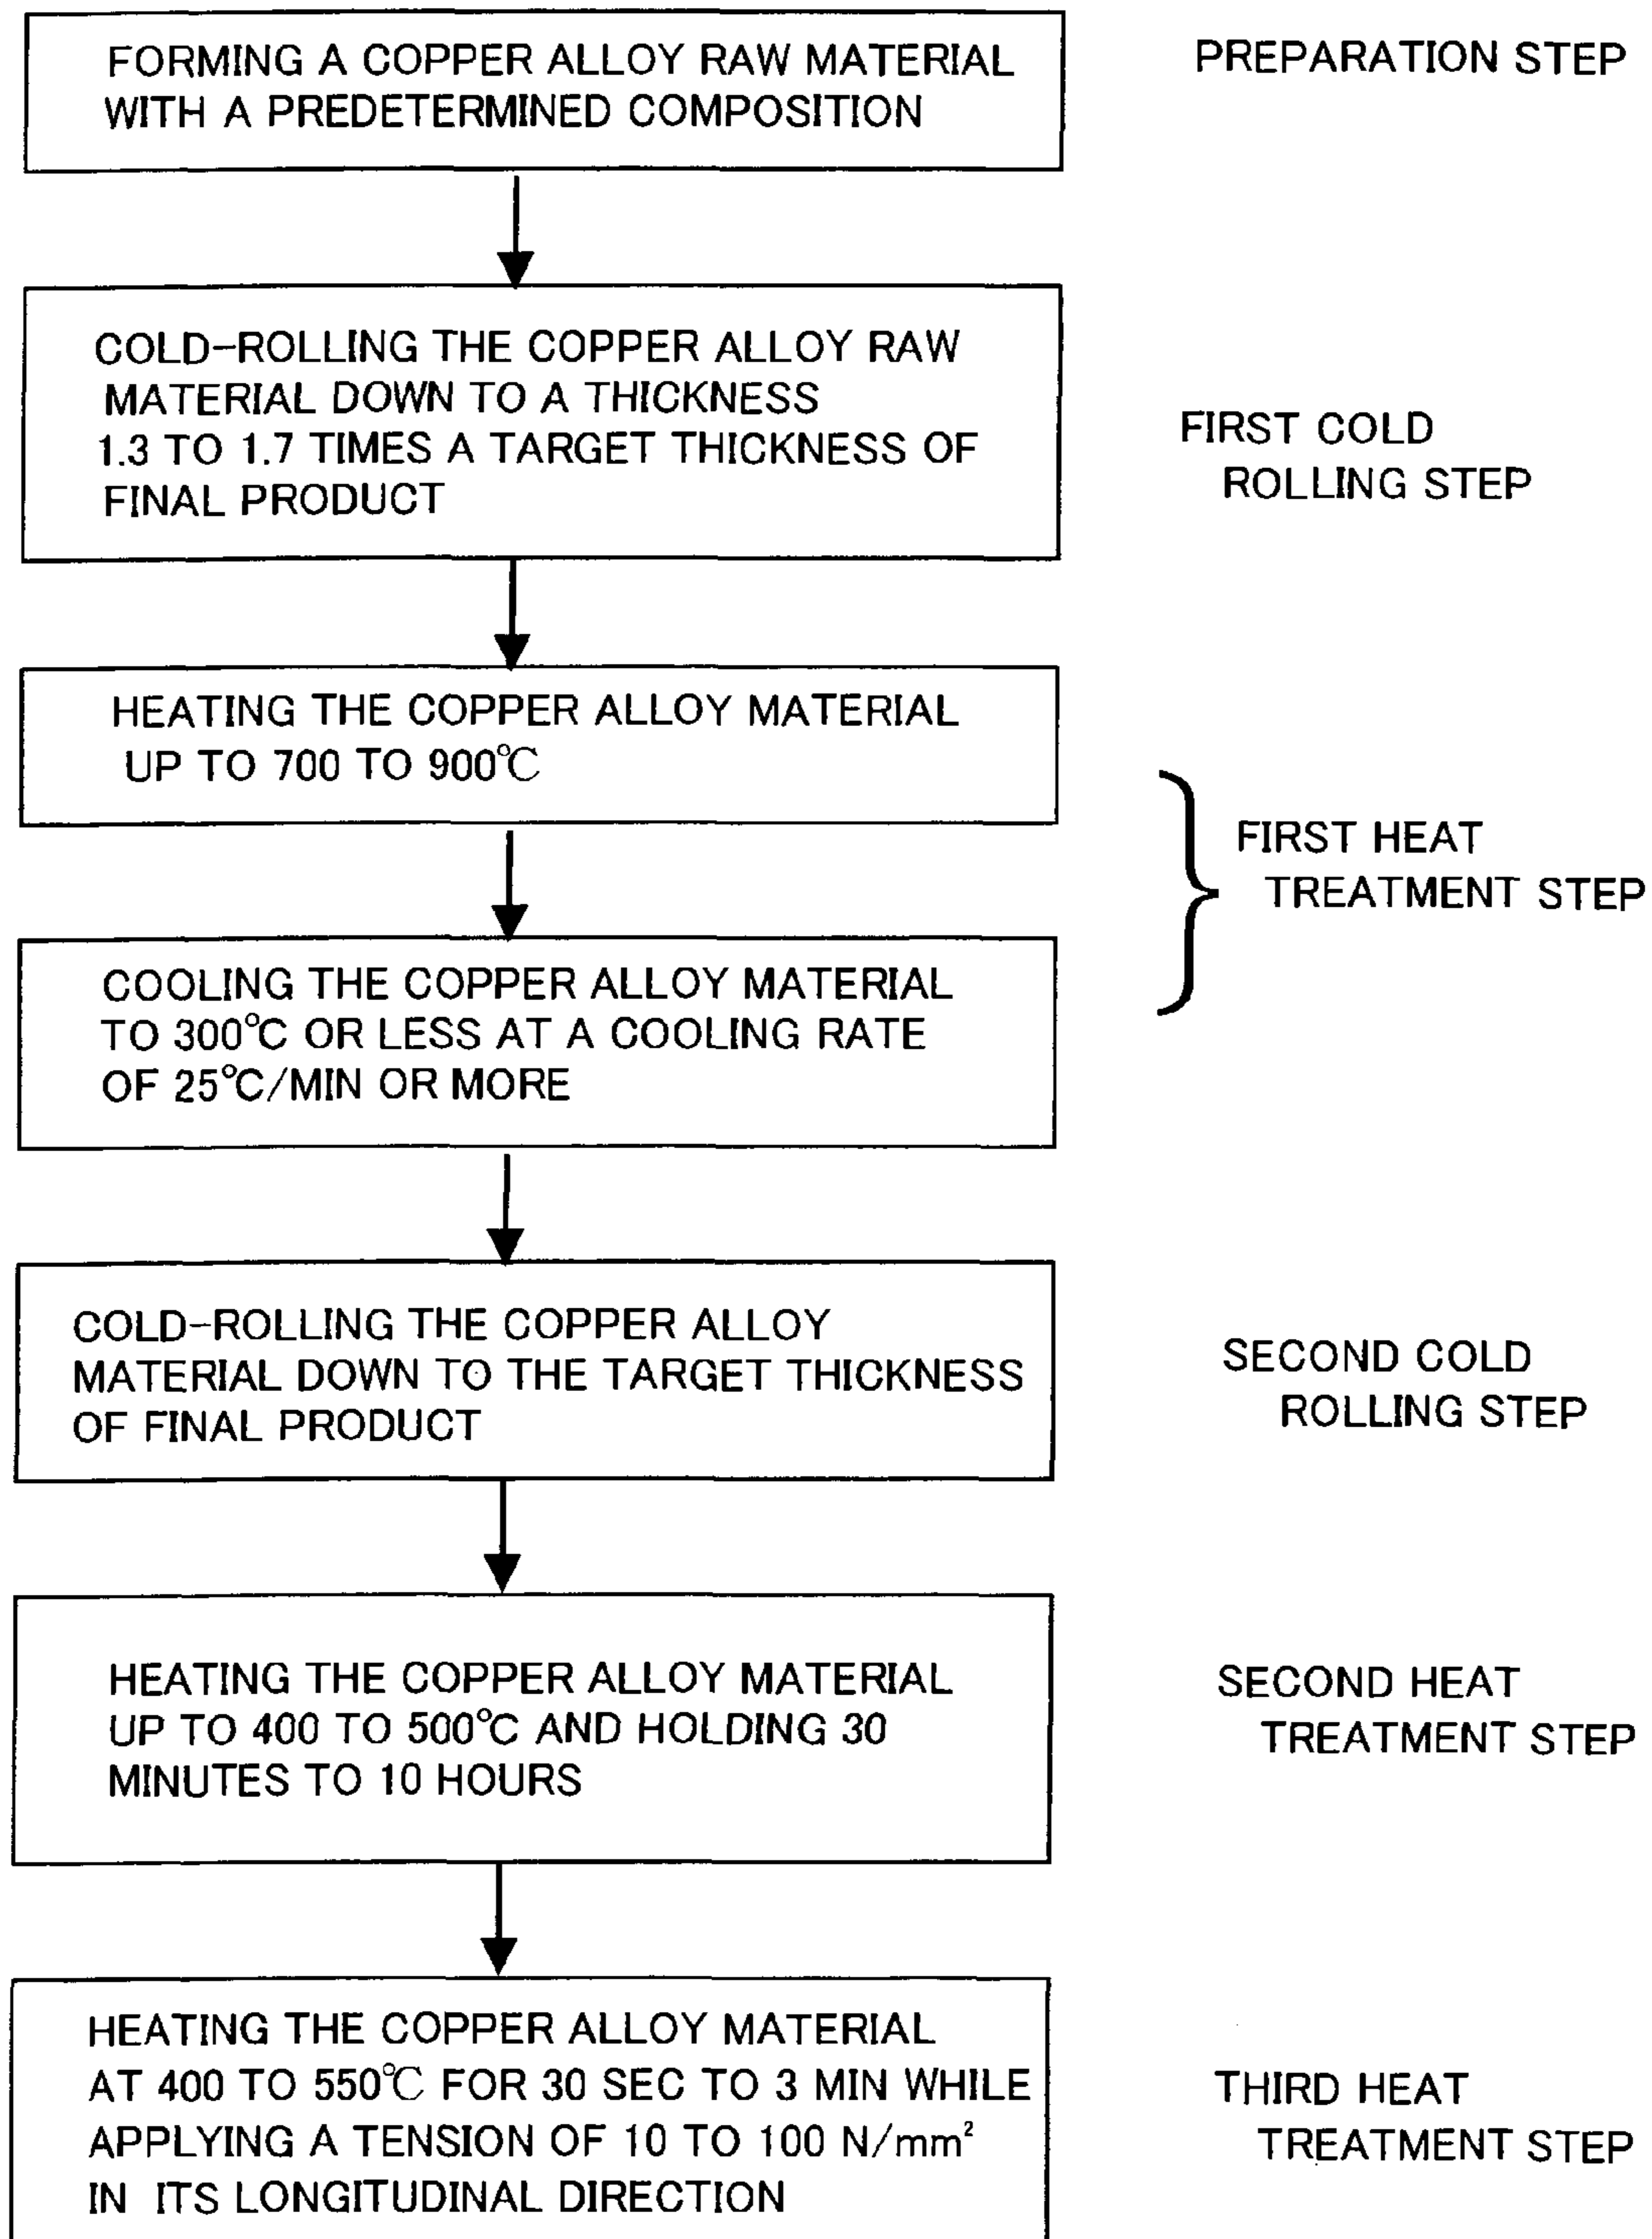 FORMING A COPPER ALLOY RAW MATERIAL
WITH A PREDETERMINED COMPOSITION
PREPARATION STEP
COLD-ROLLING THE COPPER ALLOY RAW
MATERIAL DOWN TO A THICKNESS
1.3 TO 1.7 TIMES A TARGET THICKNESS OF
FINAL PRODUCT
FIRST COLD
ROLLING STEP
HEATING THE COPPER ALLOY MATERIAL
UP TO 700 TO 900℃
FIRST HEAT
TREATMENT STEP
COOLING THE COPPER ALLOY MATERIAL
TO 300℃ OR LESS AT A COOLING RATE
OF 25℃/MIN OR MORE
COLD-ROLLING THE COPPER ALLOY
MATERIAL DOWN TO THE TARGET THICKNESS
OF FINAL PRODUCT
SECOND COLD
ROLLING STEP
HEATING THE COPPER ALLOY MATERIAL
UP TO 400 TO 500℃ AND HOLDING 30
MINUTES TO 10 HOURS
SECOND HEAT
TREATMENT STEP
HEATING THE COPPER ALLOY MATERIAL
AT 400 TO 550℃ FOR 30 SEC TO 3 MIN WHILE
APPLYING A TENSION OF 10 TO 100 N/mm²
IN ITS LONGITUDINAL DIRECTION
THIRD HEAT
TREATMENT STEP